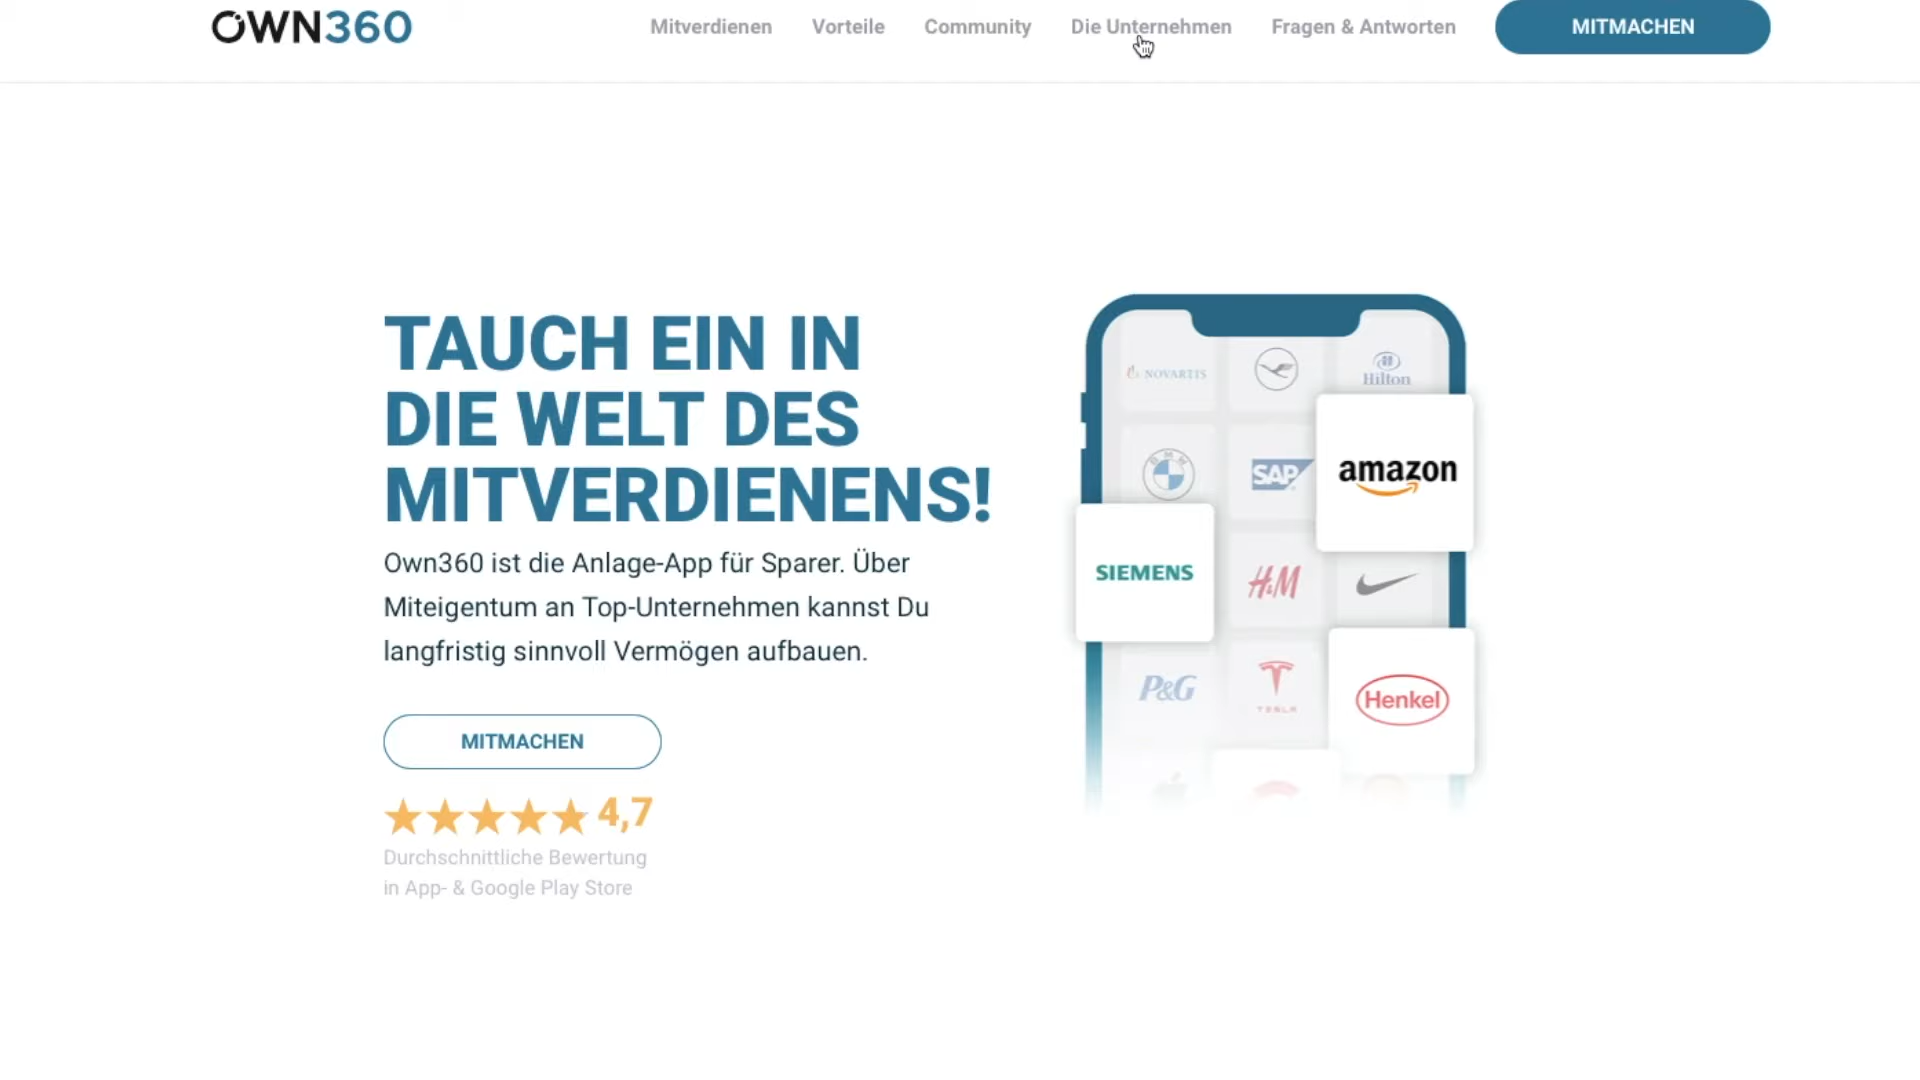 OWN360
Mitverdienen
Vorteile
Community
Die Unternehmen
Fragen & Antworten
MITMACHEN
TAUCH EIN IN
DIE WELT DES
MITVERDIENENS!
Own360 ist die Anlage-App für Sparer. Über
Miteigentum an Top-Unternehmen kannst Du
langfristig sinnvoll Vermögen aufbauen.
MITMACHEN
4,7
Durchschnittliche Bewertung
in App- & Google Play Store
NOVARTIS
Hilton
BMW
SAP
amazon
SIEMENS
H&M
P&G
TESLA
Henkel